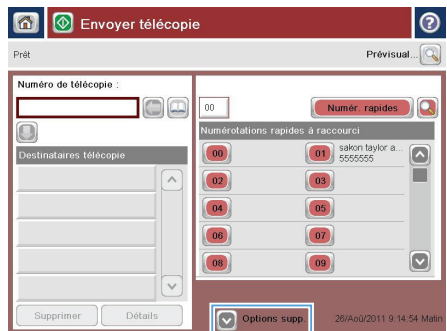 Envoyer télécopie
Prêt
Prévisual...
Numéro de télécopie :
00
Numér. rapides
Numérotations rapides à raccourci
Destinataires télécopie
00
01 sakon taylor a...
5555555
02
03
04
05
06
07
08
09
Supprimer
Détails
Options supp.
26/Aoû/2011 9:14:54 Matin